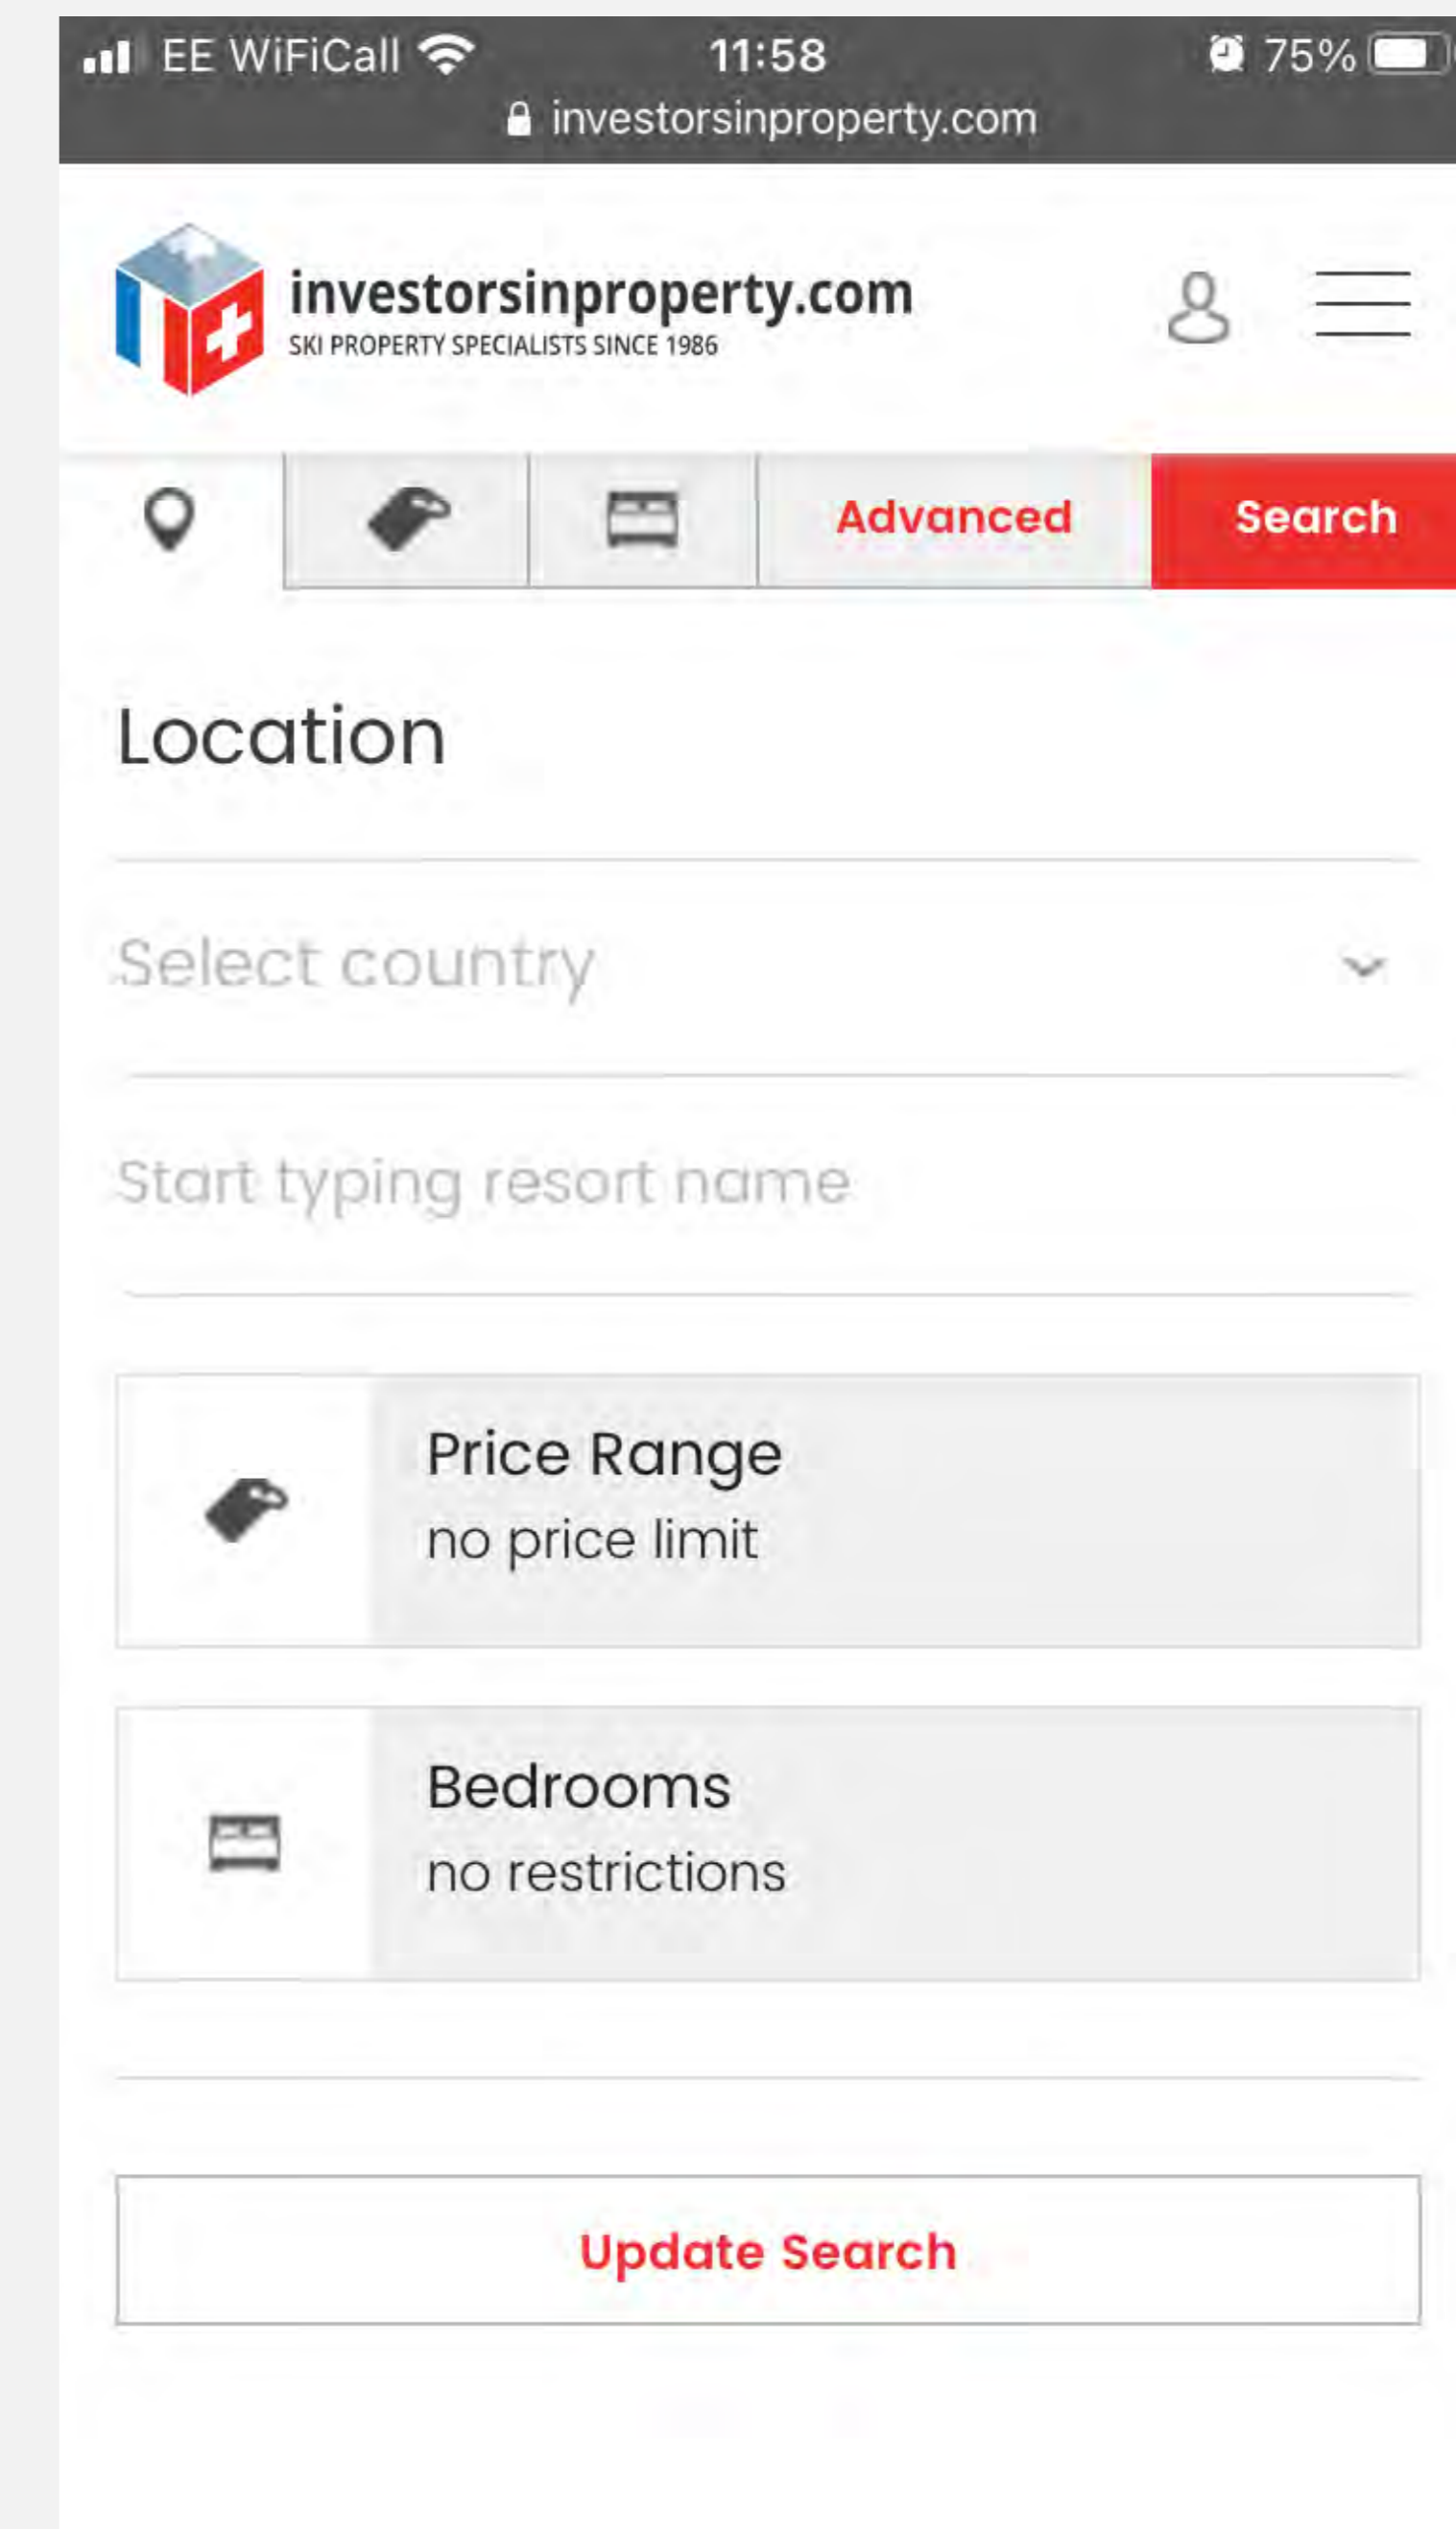 EE WiFiCall 11:58 75%
investorsinproperty.com
investorsinproperty.com
SKI PROPERTY SPECIALISTS SINCE 1986
Advanced Search
Location
Select country
Start typing resort name
Price Range
no price limit
Bedrooms
no restrictions
Update Search